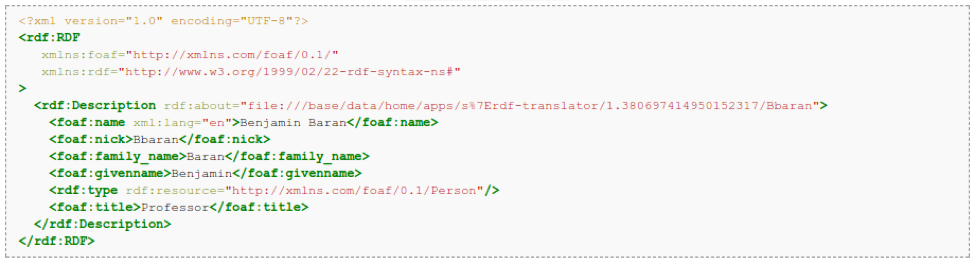 <?xml version="1.0" encoding="UTF-8"?>
<rdf:RDF
xmlns:foaf="http://xmlns.com/foaf/0.1/"
xmlns:rdf="http://www.w3.org/1999/02/22-rdf-syntax-ns#"
>
<rdf:Description rdf:about="file:///base/data/home/apps/s%7Erdf-translator/1.380697414950152317/Bbaran">
<foaf:name xml:lang="en">Benjamin Baran</foaf:name>
<foaf:nick>Bbaran</foaf:nick>
<foaf:family_name>Baran</foaf:family_name>
<foaf:givenname>Benjamin</foaf:givenname>
<rdf:type rdf:resource="http://xmlns.com/foaf/0.1/Person"/>
<foaf:title>Professor</foaf:title>
</rdf:Description>
</rdf:RDF>